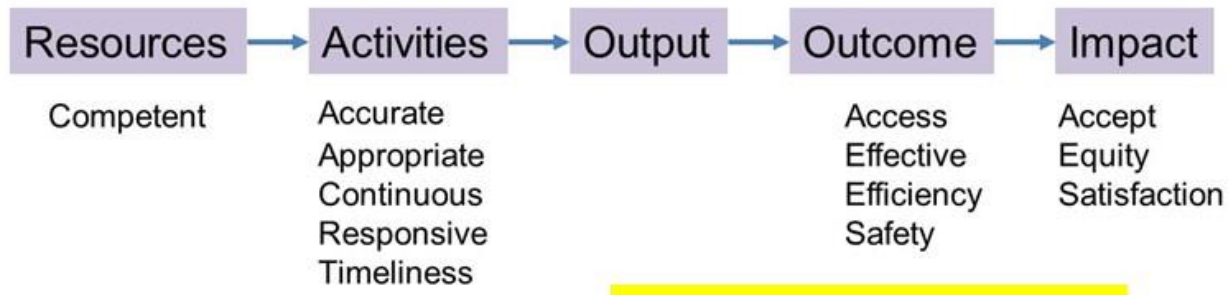 Resources Activities Output Outcome Impact
Competent
Accurate
Appropriate
Continuous
Responsive
Timeliness
Access
Effective
Efficiency
Safety
Accept
Equity
Satisfaction